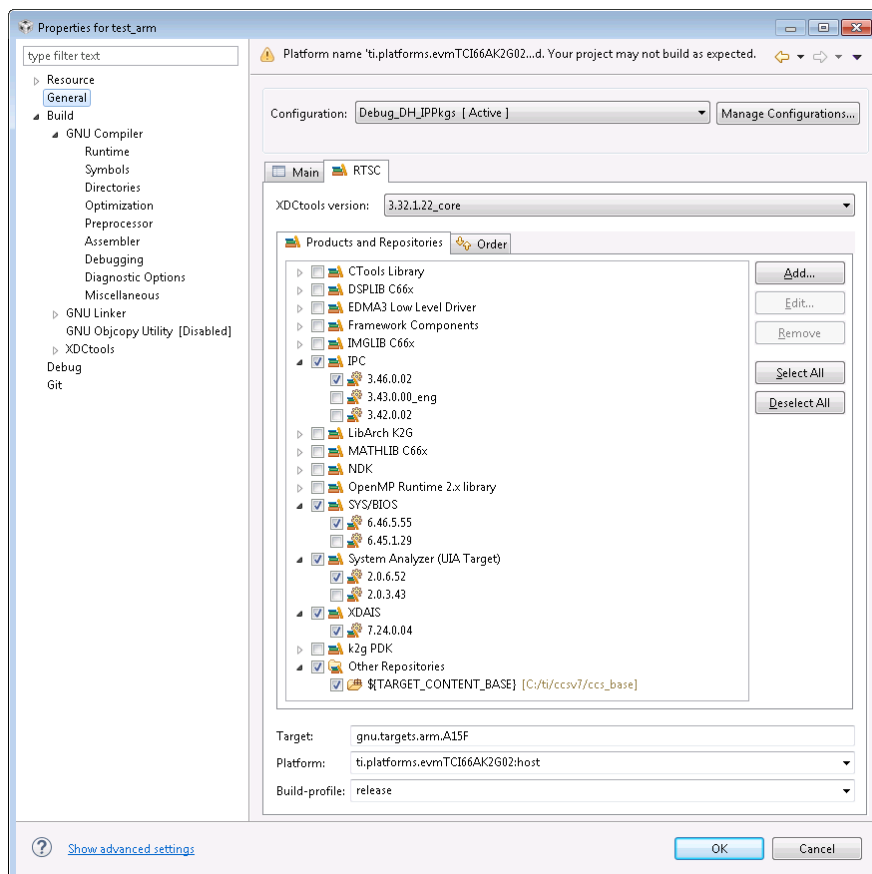 Properties for test_arm
type filter text
Resource
General
Build
GNU Compiler
Runtime
Symbols
Directories
Optimization
Preprocessor
Assembler
Debugging
Diagnostic Options
Miscellaneous
GNU Linker
GNU Objcopy Utility [Disabled]
XDCtools
Debug
Git
Platform name 'ti.platforms.evmTCI66AK2G02...d. Your project may not build as expected.
Configuration: Debug_DH_IPPkgs [ Active ] Manage Configurations...
Main RTSC
XDCtools version: 3.32.1.22_core
Products and Repositories Order
CTools Library
DSPLIB C66x
EDMA3 Low Level Driver
Framework Components
IMGLIB C66x
IPC
3.46.0.02
3.43.0.00_eng
3.42.0.02
LibArch K2G
MATHLIB C66x
NDK
OpenMP Runtime 2.x library
SYS/BIOS
6.46.5.55
6.45.1.29
System Analyzer (UIA Target)
2.0.6.52
2.0.3.43
XDAIS
7.24.0.04
k2g PDK
Other Repositories
${TARGET_CONTENT_BASE} [C:/ti/ccsv7/ccs_base]
Add...
Edit...
Remove
Select All
Deselect All
Target: gnu.targets.arm.A15F
Platform: ti.platforms.evmTCI66AK2G02:host
Build-profile: release
? Show advanced settings
OK Cancel